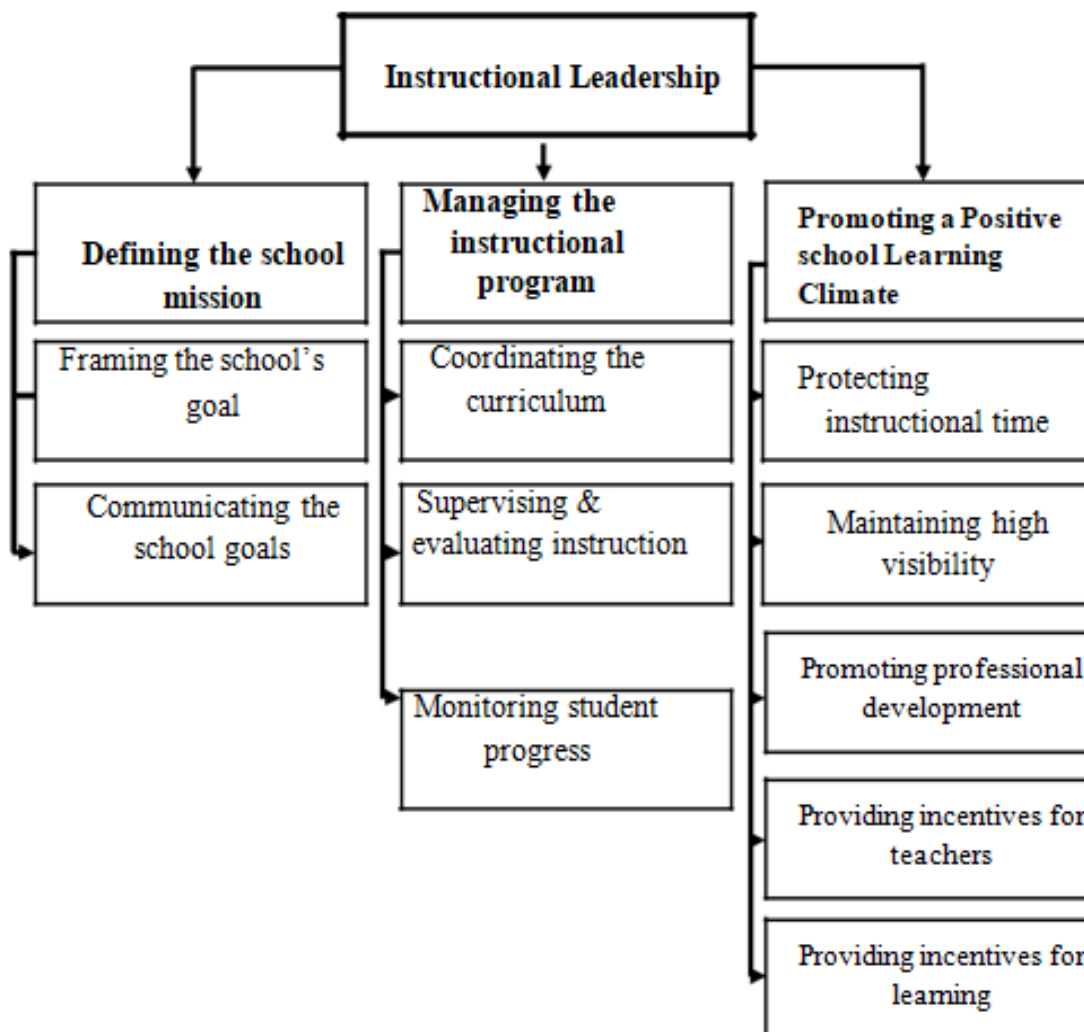 Instructional Leadership
Defining the school
mission
Framing the school’s
goal
Communicating the
school goals
Managing the
instructional
program
Coordinating the
curriculum
Supervising &
evaluating instruction
Monitoring student
progress
Promoting a Positive
school Learning
Climate
Protecting
instructional time
Maintaining high
visibility
Promoting professional
development
Providing incentives for
teachers
Providing incentives for
learning